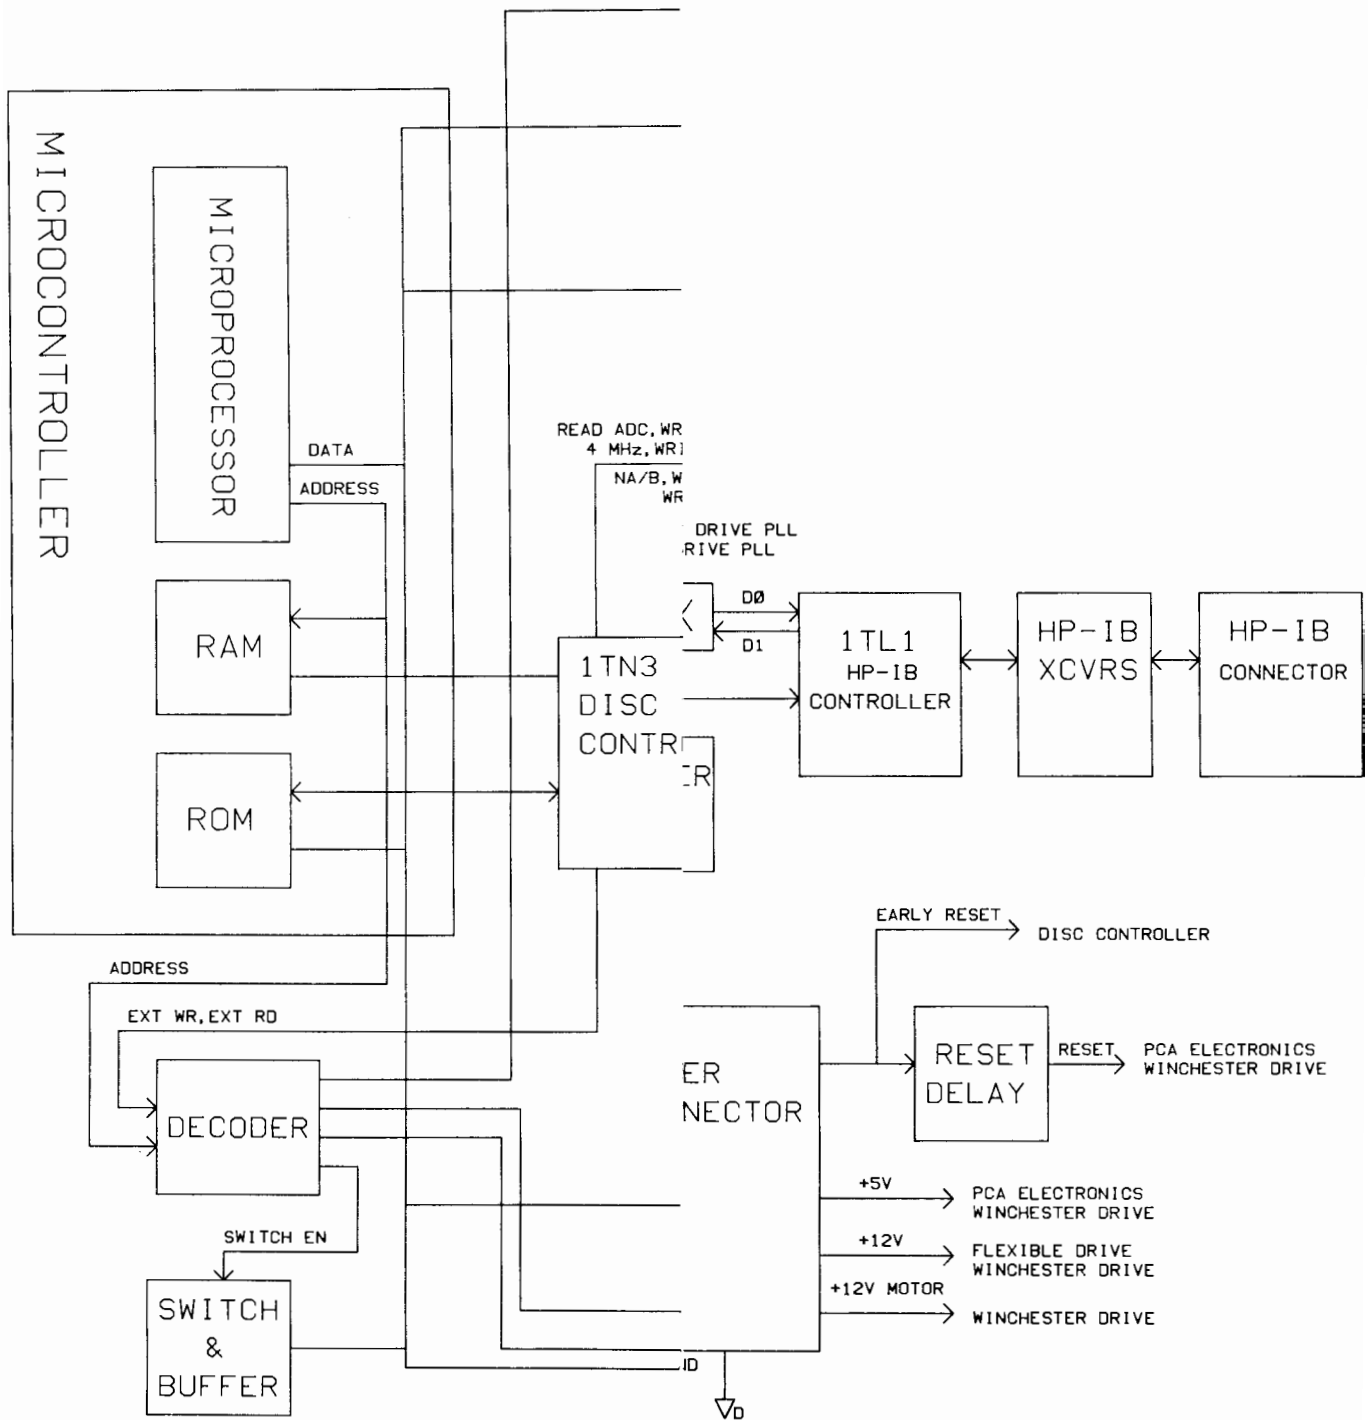 MICROCONTROLLER
MICROPROCESSOR
DATA
ADDRESS
RAM
ROM
READ ADC, WR
4 MHz, WRI
NA/B, W
WR
DRIVE PLL
RIVE PLL
D0
D1
1TN3
DISC
CONTR
ER
1TL1
HP-IB
CONTROLLER
HP-IB
XCVRS
HP-IB
CONNECTOR
EARLY RESET
DISC CONTROLLER
ADDRESS
EXT WR, EXT RD
DECODER
SWITCH EN
SWITCH
&
BUFFER
ER
NECTOR
RESET
DELAY
RESET
PCA ELECTRONICS
WINCHESTER DRIVE
+5V
PCA ELECTRONICS
WINCHESTER DRIVE
+12V
FLEXIBLE DRIVE
WINCHESTER DRIVE
+12V MOTOR
WINCHESTER DRIVE
ND
D